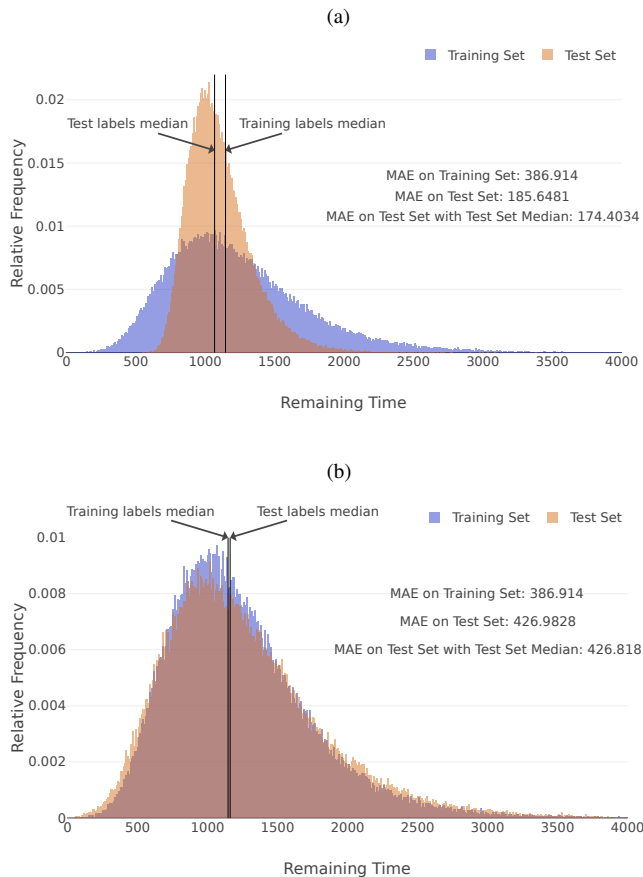 (a)
Training Set
Test Set
0.02
Test labels median
Training labels median
0.015
MAE on Training Set: 386.914
MAE on Test Set: 185.6481
MAE on Test Set with Test Set Median: 174.4034
0.01
0.005
0
Relative Frequency
0
500
1000
1500
2000
2500
3000
3500
4000
Remaining Time
(b)
Training labels median
Test labels median
Training Set
Test Set
0.01
MAE on Training Set: 386.914
0.008
MAE on Test Set: 426.9828
MAE on Test Set with Test Set Median: 426.818
0.006
0.004
0.002
0
Relative Frequency
0
500
1000
1500
2000
2500
3000
3500
4000
Remaining Time